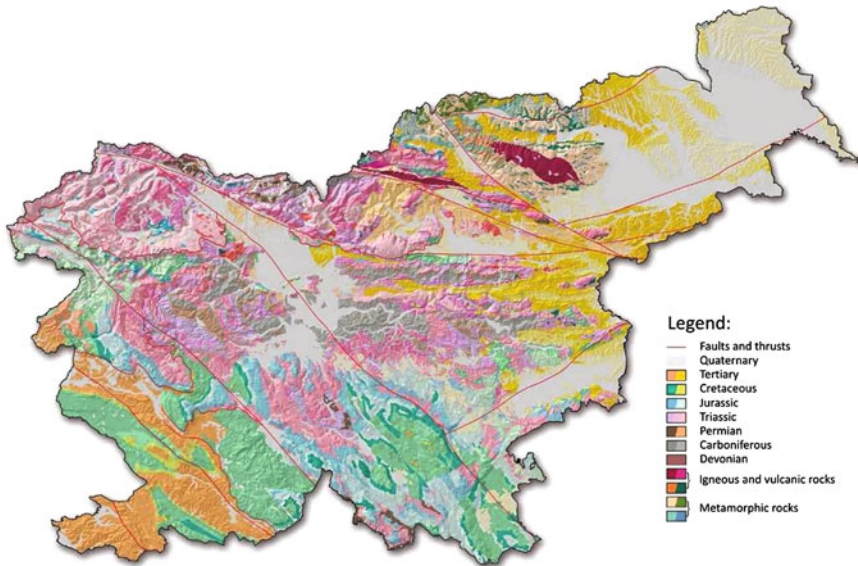 Legend:
Faults and thrusts
Quaternary
Tertiary
Cretaceous
Jurassic
Triassic
Permian
Carboniferous
Devonian
Igneous and vulcanic rocks
Metamorphic rocks